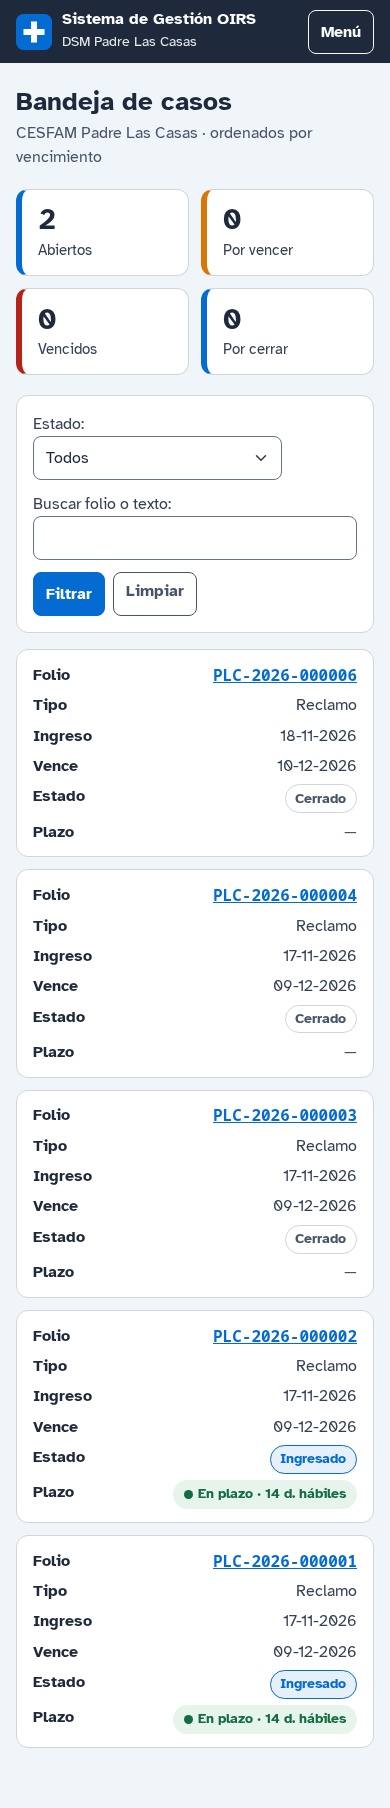 Sistema de Gestión OIRS
DSM Padre Las Casas
Menú
Bandeja de casos
CESFAM Padre Las Casas · ordenados por
vencimiento
2
Abiertos
0
Por vencer
0
Vencidos
0
Por cerrar
Estado:
Todos
Buscar folio o texto:
Filtrar
Limpiar
Folio PLC-2026-000006
Tipo Reclamo
Ingreso 18-11-2026
Vence 10-12-2026
Estado Cerrado
Plazo —
Folio PLC-2026-000004
Tipo Reclamo
Ingreso 17-11-2026
Vence 09-12-2026
Estado Cerrado
Plazo —
Folio PLC-2026-000003
Tipo Reclamo
Ingreso 17-11-2026
Vence 09-12-2026
Estado Cerrado
Plazo —
Folio PLC-2026-000002
Tipo Reclamo
Ingreso 17-11-2026
Vence 09-12-2026
Estado Ingresado
Plazo ● En plazo · 14 d. hábiles
Folio PLC-2026-000001
Tipo Reclamo
Ingreso 17-11-2026
Vence 09-12-2026
Estado Ingresado
Plazo ● En plazo · 14 d. hábiles